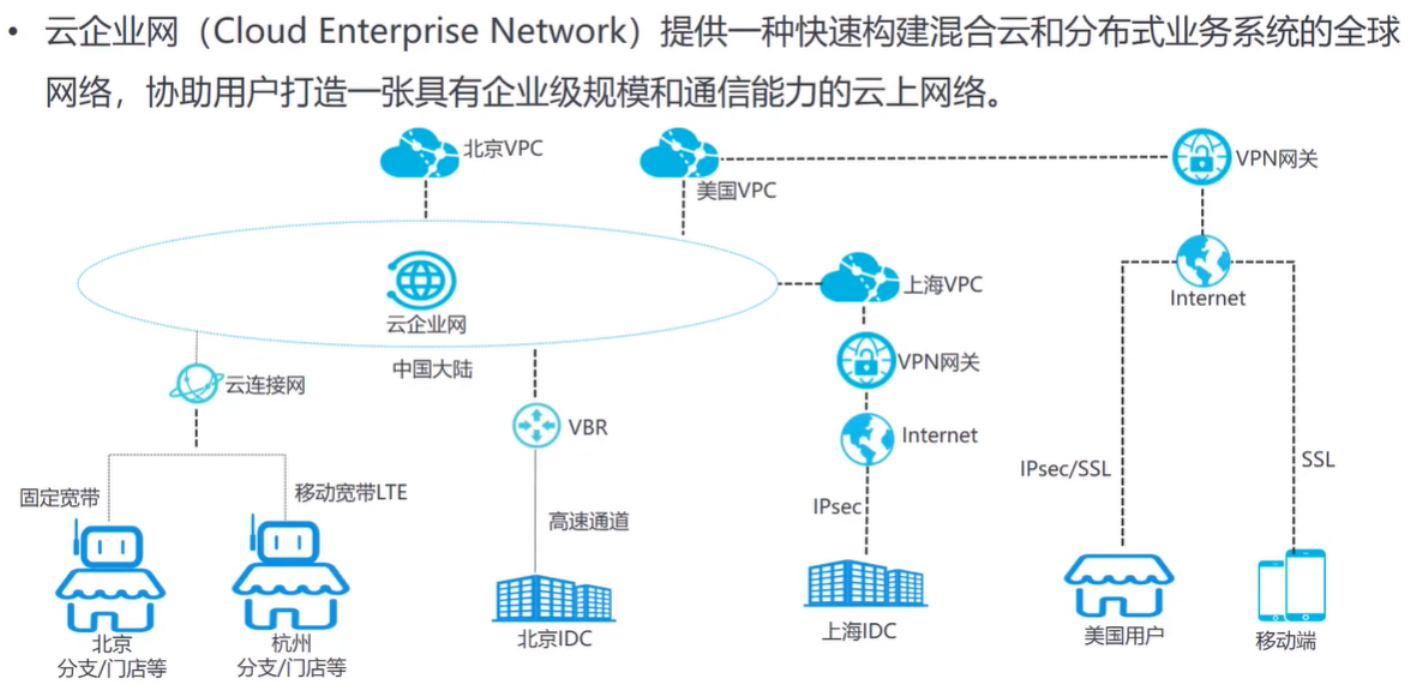 • 云企业网（Cloud Enterprise Network）提供一种快速构建混合云和分布式业务系统的全球
网络，协助用户打造一张具有企业级规模和通信能力的云上网络。
北京VPC
美国VPC
VPN网关
云企业网
上海VPC
Internet
中国大陆
VPN网关
云连接网
VBR
Internet
IPsec/SSL
SSL
固定宽带
移动宽带LTE
高速通道
IPsec
北京
分支/门店等
杭州
分支/门店等
北京IDC
上海IDC
美国用户
移动端